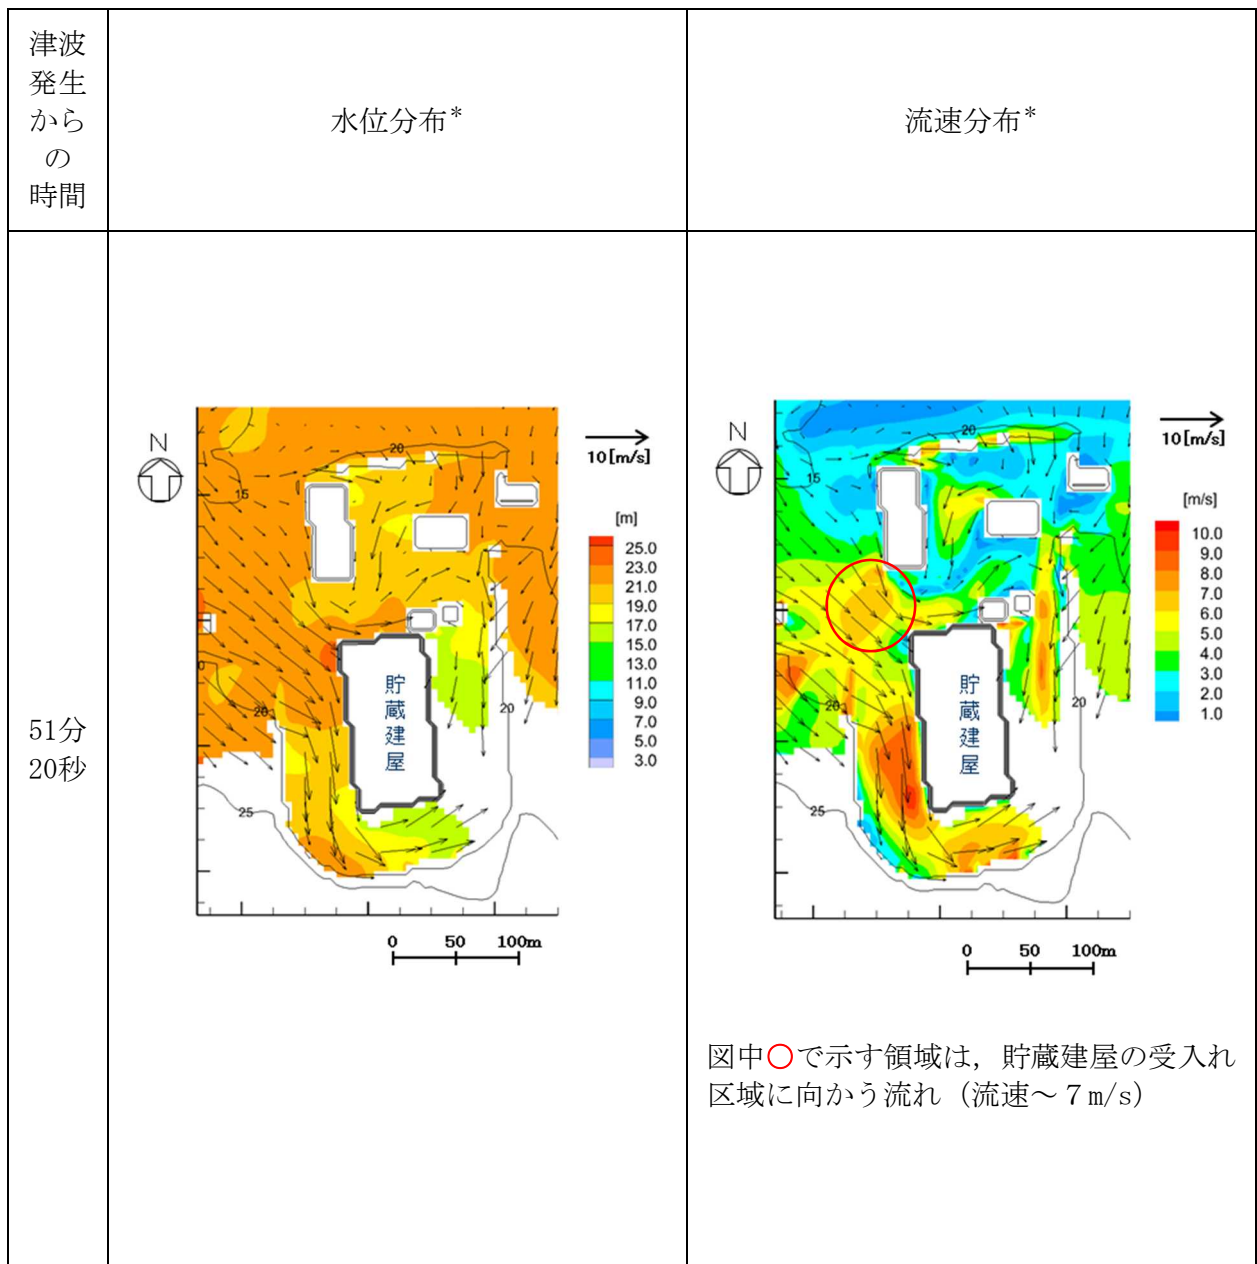 津波
発生
から
の
時間
水位分布*
流速分布*
51分
20秒
N
10[m/s]
[m]
25.0
23.0
21.0
19.0
17.0
15.0
13.0
11.0
9.0
7.0
5.0
3.0
20
15
20
20
25
貯
蔵
建
屋
0 50 100m
N
10[m/s]
[m/s]
10.0
9.0
8.0
7.0
6.0
5.0
4.0
3.0
2.0
1.0
20
15
20
20
25
貯
蔵
建
屋
0 50 100m
図中○で示す領域は，貯蔵建屋の受入れ
区域に向かう流れ（流速～７m/s）